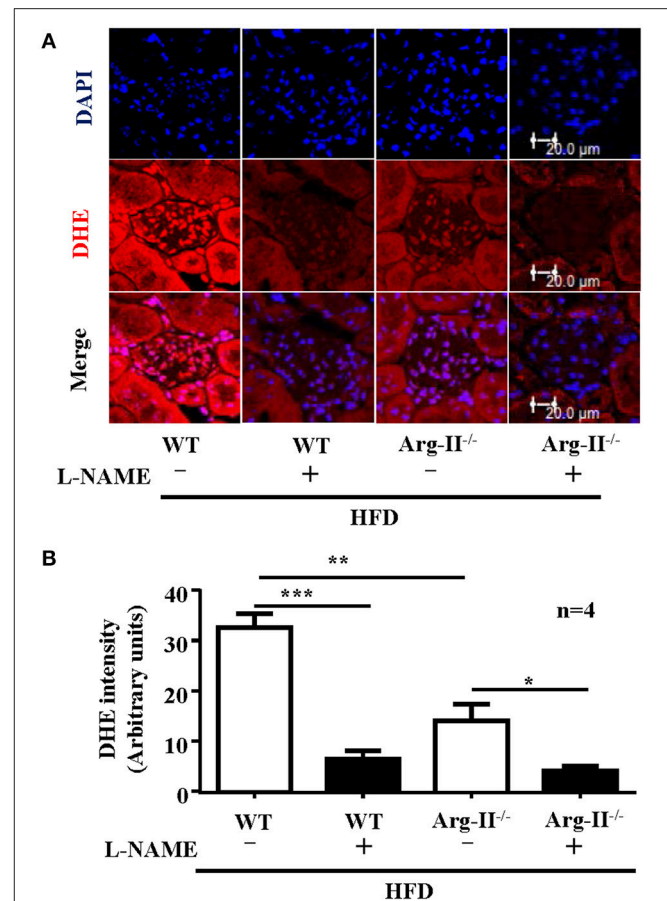 A
DAPI
20.0 µm
DHE
20.0 µm
Merge
20.0 µm
WT WT Arg-II-/- Arg-II-/-
L-NAME − + − +
HFD
B
**
***
n=4
*
DHE intensity
(Arbitrary units)
40
30
20
10
0
WT WT Arg-II-/- Arg-II-/-
L-NAME − + − +
HFD